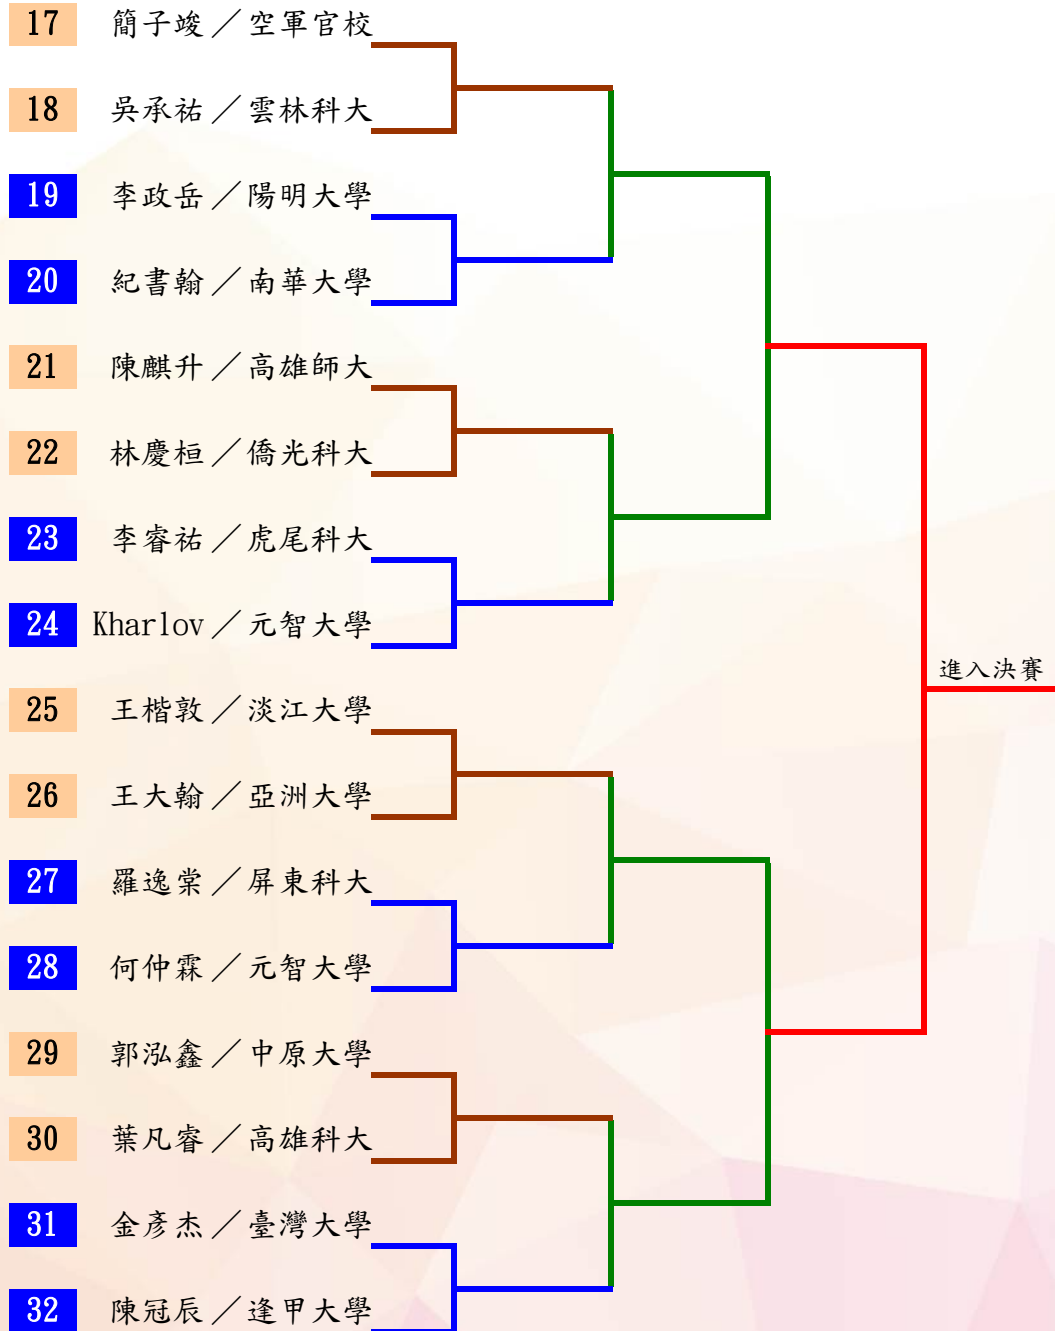 17 簡子峻／空軍官校
18 吳承祐／雲林科大
19 李政岳／陽明大學
20 紀書翰／南華大學
21 陳麒升／高雄師大
22 林慶桓／僑光科大
23 李睿祐／虎尾科大
24 Kharlov／元智大學
進入決賽
25 王楷敦／淡江大學
26 王大翰／亞洲大學
27 羅逸棠／屏東科大
28 何仲霖／元智大學
29 郭泓鑫／中原大學
30 葉凡睿／高雄科大
31 金彥杰／臺灣大學
32 陳冠辰／逢甲大學